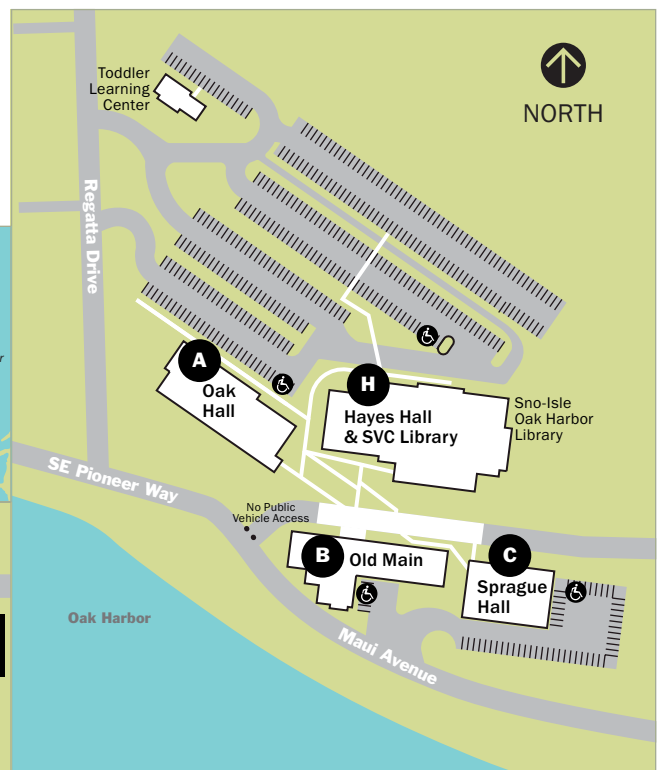 Toddler
Learning
Center
NORTH
Regatta Drive
A
Oak
Hall
H
Hayes Hall
& SVC Library
Sno-Isle
Oak Harbor
Library
SE Pioneer Way
No Public
Vehicle Access
B
Old Main
C
Sprague
Hall
Oak Harbor
Maui Avenue